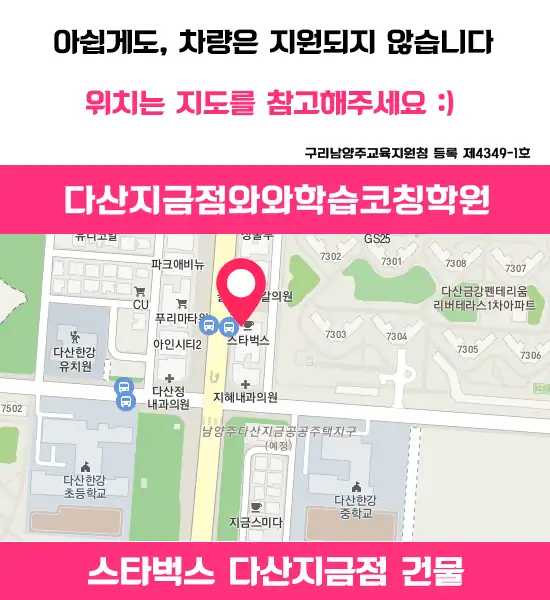 아쉽게도, 차량은 지원되지 않습니다
위치는 지도를 참고해주세요 :)
구리남양주교육지원청 등록 제4349-1호
다산지금점와와학습코칭학원
GS25
7302
7301
7308
7307
파크애비뉴
CU
푸리마타워
갈의원
다산금강펜테리움
리버테라스1차아파트
스타벅스
7303
7304
7305
7306
다산한강
유치원
아인시티2
다산정
내과의원
지혜내과의원
7502
남양주다산지금공공주택지구
(예정)
다산한강
초등학교
다산한강
중학교
지금스미다
스타벅스 다산지금점 건물